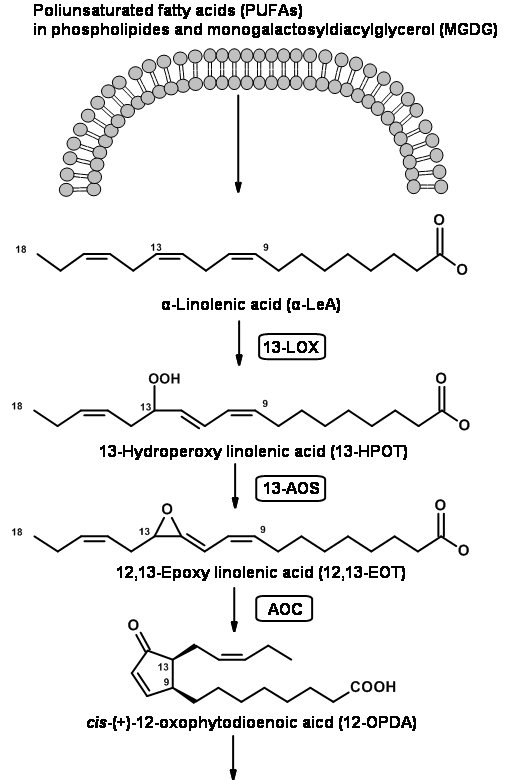 Poliunsaturated fatty acids (PUFAs)
in phospholipides and monogalactosyldiacylglycerol (MGDG)
18
13
9
O
O
α-Linolenic acid (α-LeA)
13-LOX
OOH
18
13
9
O
O
13-Hydroperoxy linolenic acid (13-HPOT)
13-AOS
O
18
13
9
O
O
12,13-Epoxy linolenic acid (12,13-EOT)
AOC
O
13
9
COOH
cis-(+)-12-oxophytodioenoic aicd (12-OPDA)